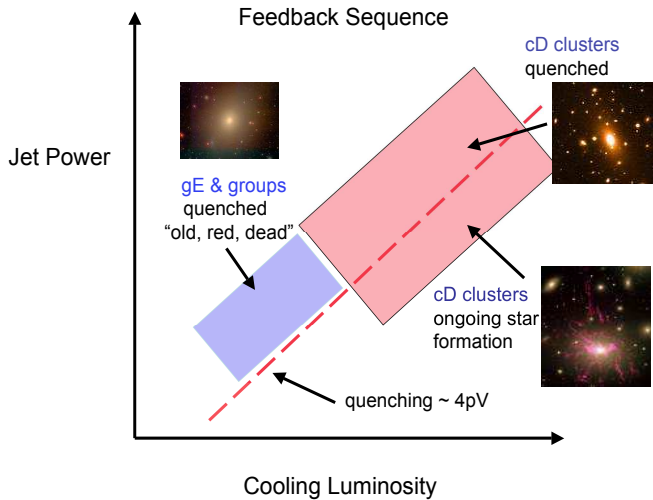 Feedback Sequence
cD clusters
quenched
Jet Power
gE & groups
quenched
“old, red, dead”
cD clusters
ongoing star
formation
quenching ~ 4pV
Cooling Luminosity